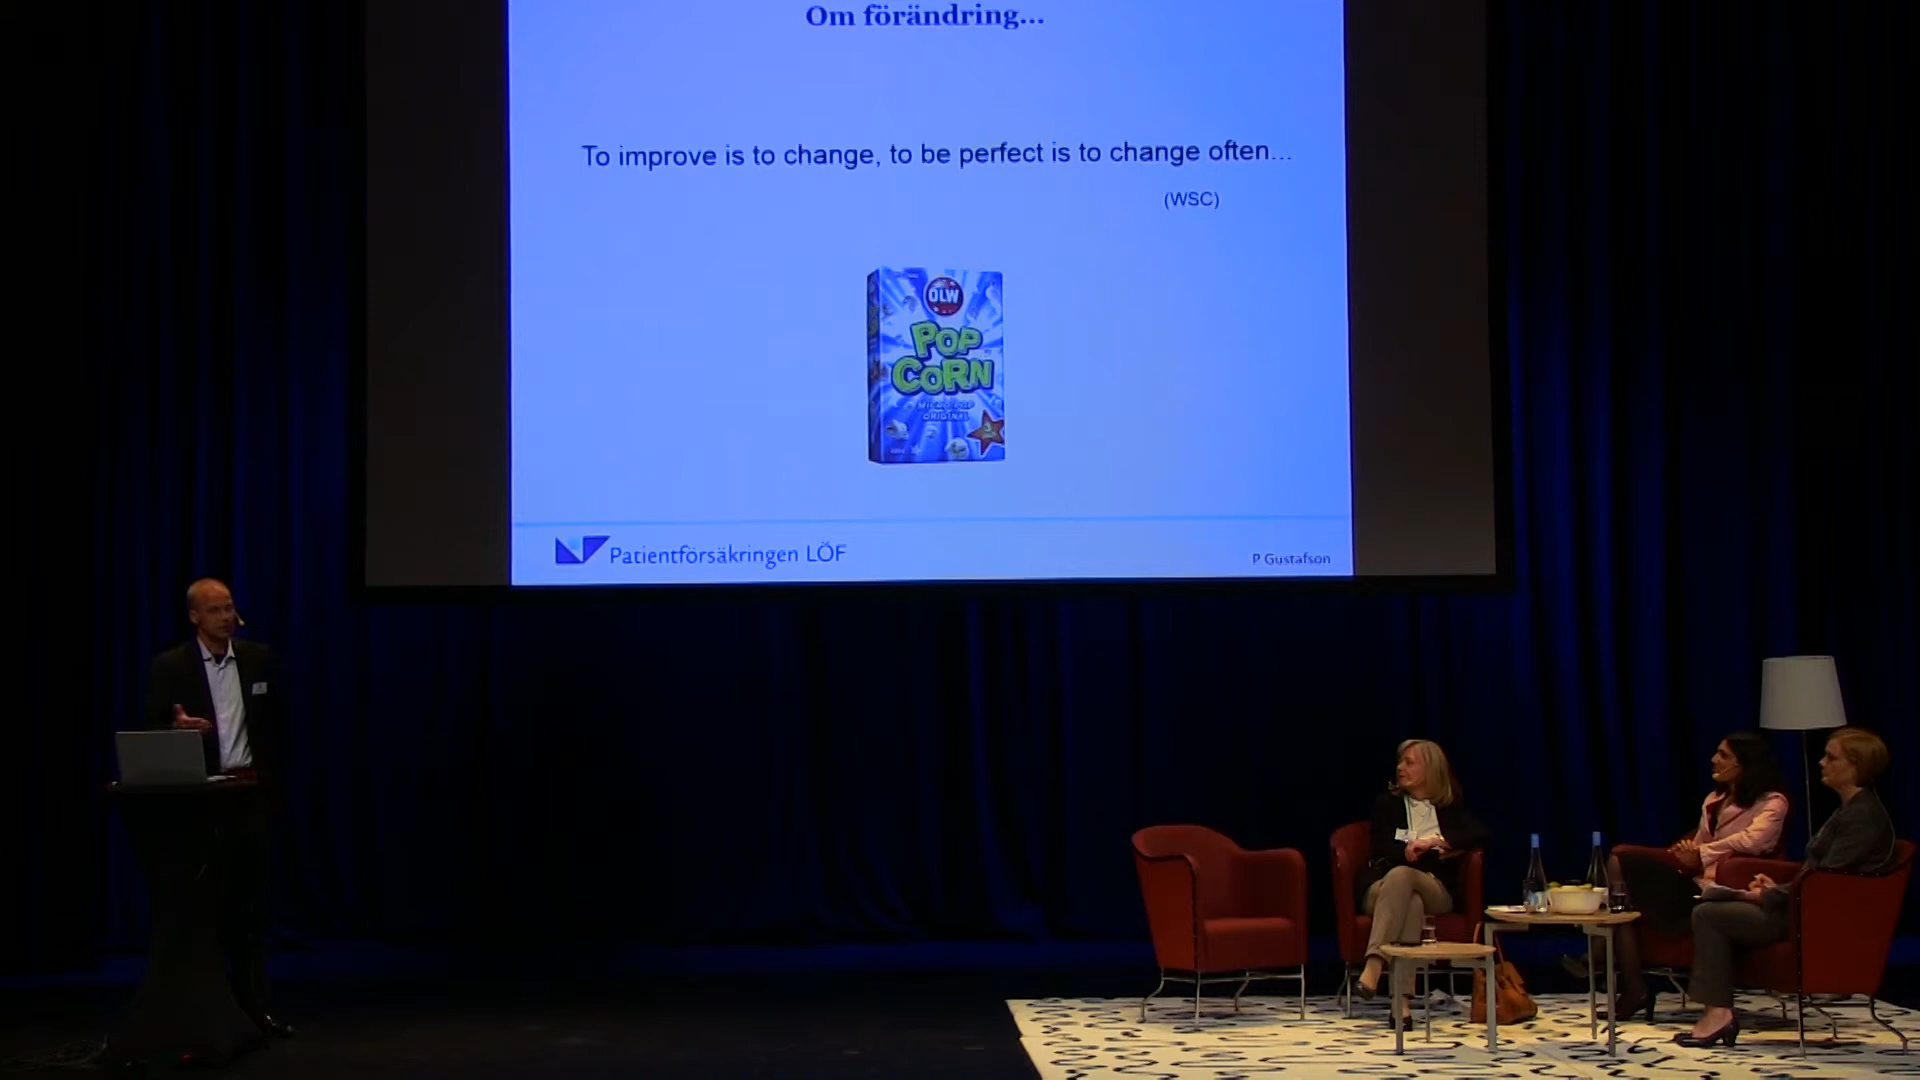 Om förändring...
To improve is to change, to be perfect is to change often...
(WSC)
OLW
POP
CORN
MICRO POP
ORIGINAL
3
Patientförsäkringen LÖF
P Gustafson